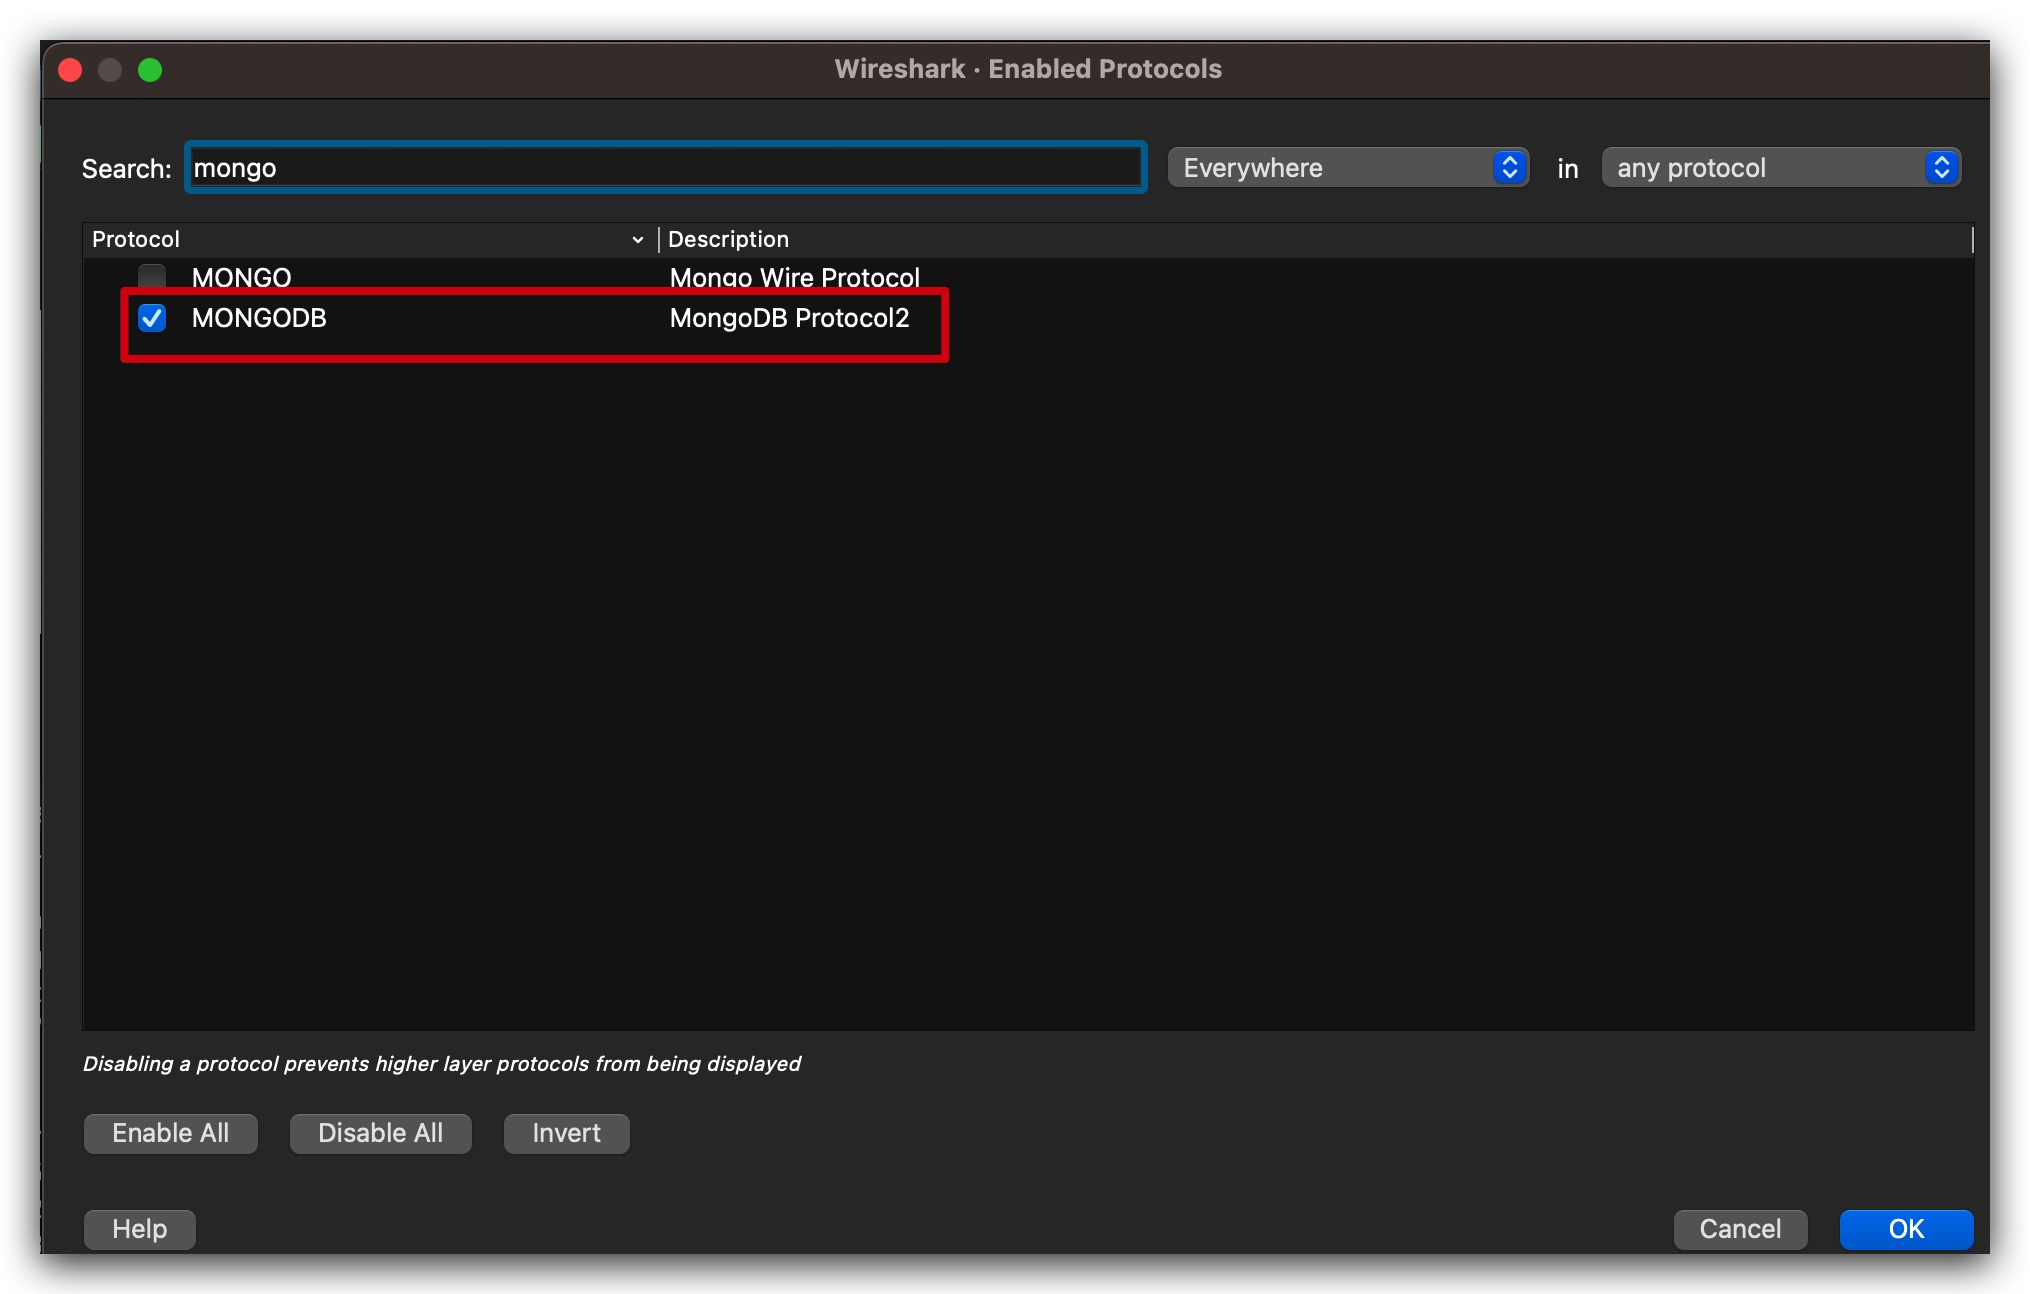 Wireshark · Enabled Protocols
Search: mongo Everywhere in any protocol
Protocol Description
MONGO Mongo Wire Protocol
MONGODB MongoDB Protocol2
Disabling a protocol prevents higher layer protocols from being displayed
Enable All Disable All Invert
Help Cancel OK